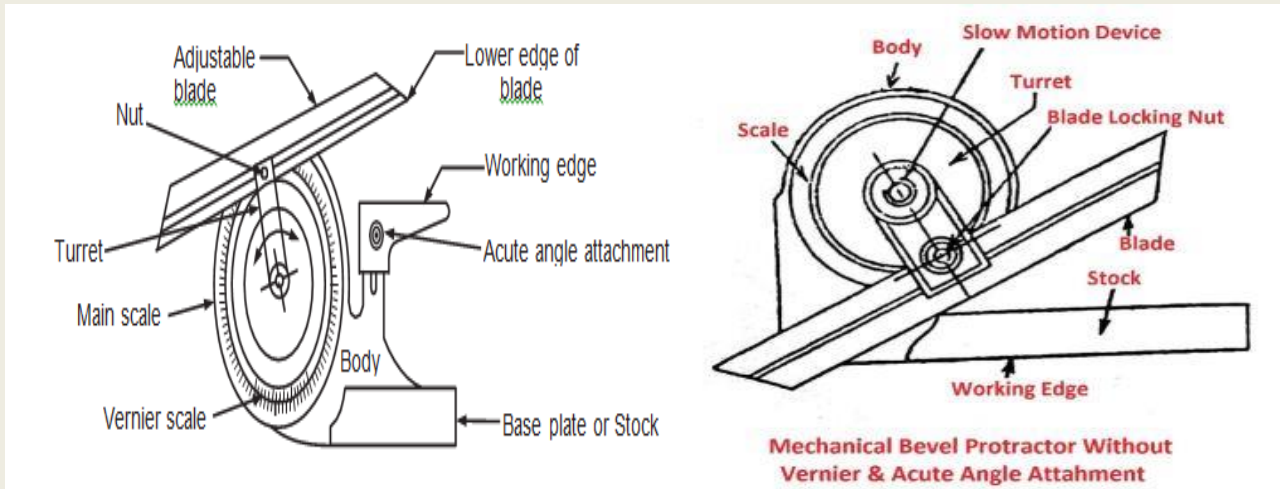 Adjustable
blade
Lower edge of
blade
Nut
Working edge
Turret
Acute angle attachment
Main scale
Body
Vernier scale
Base plate or Stock
Slow Motion Device
Body
Turret
Blade Locking Nut
Scale
Blade
Stock
Working Edge
Mechanical Bevel Protractor Without
Vernier & Acute Angle Attahment